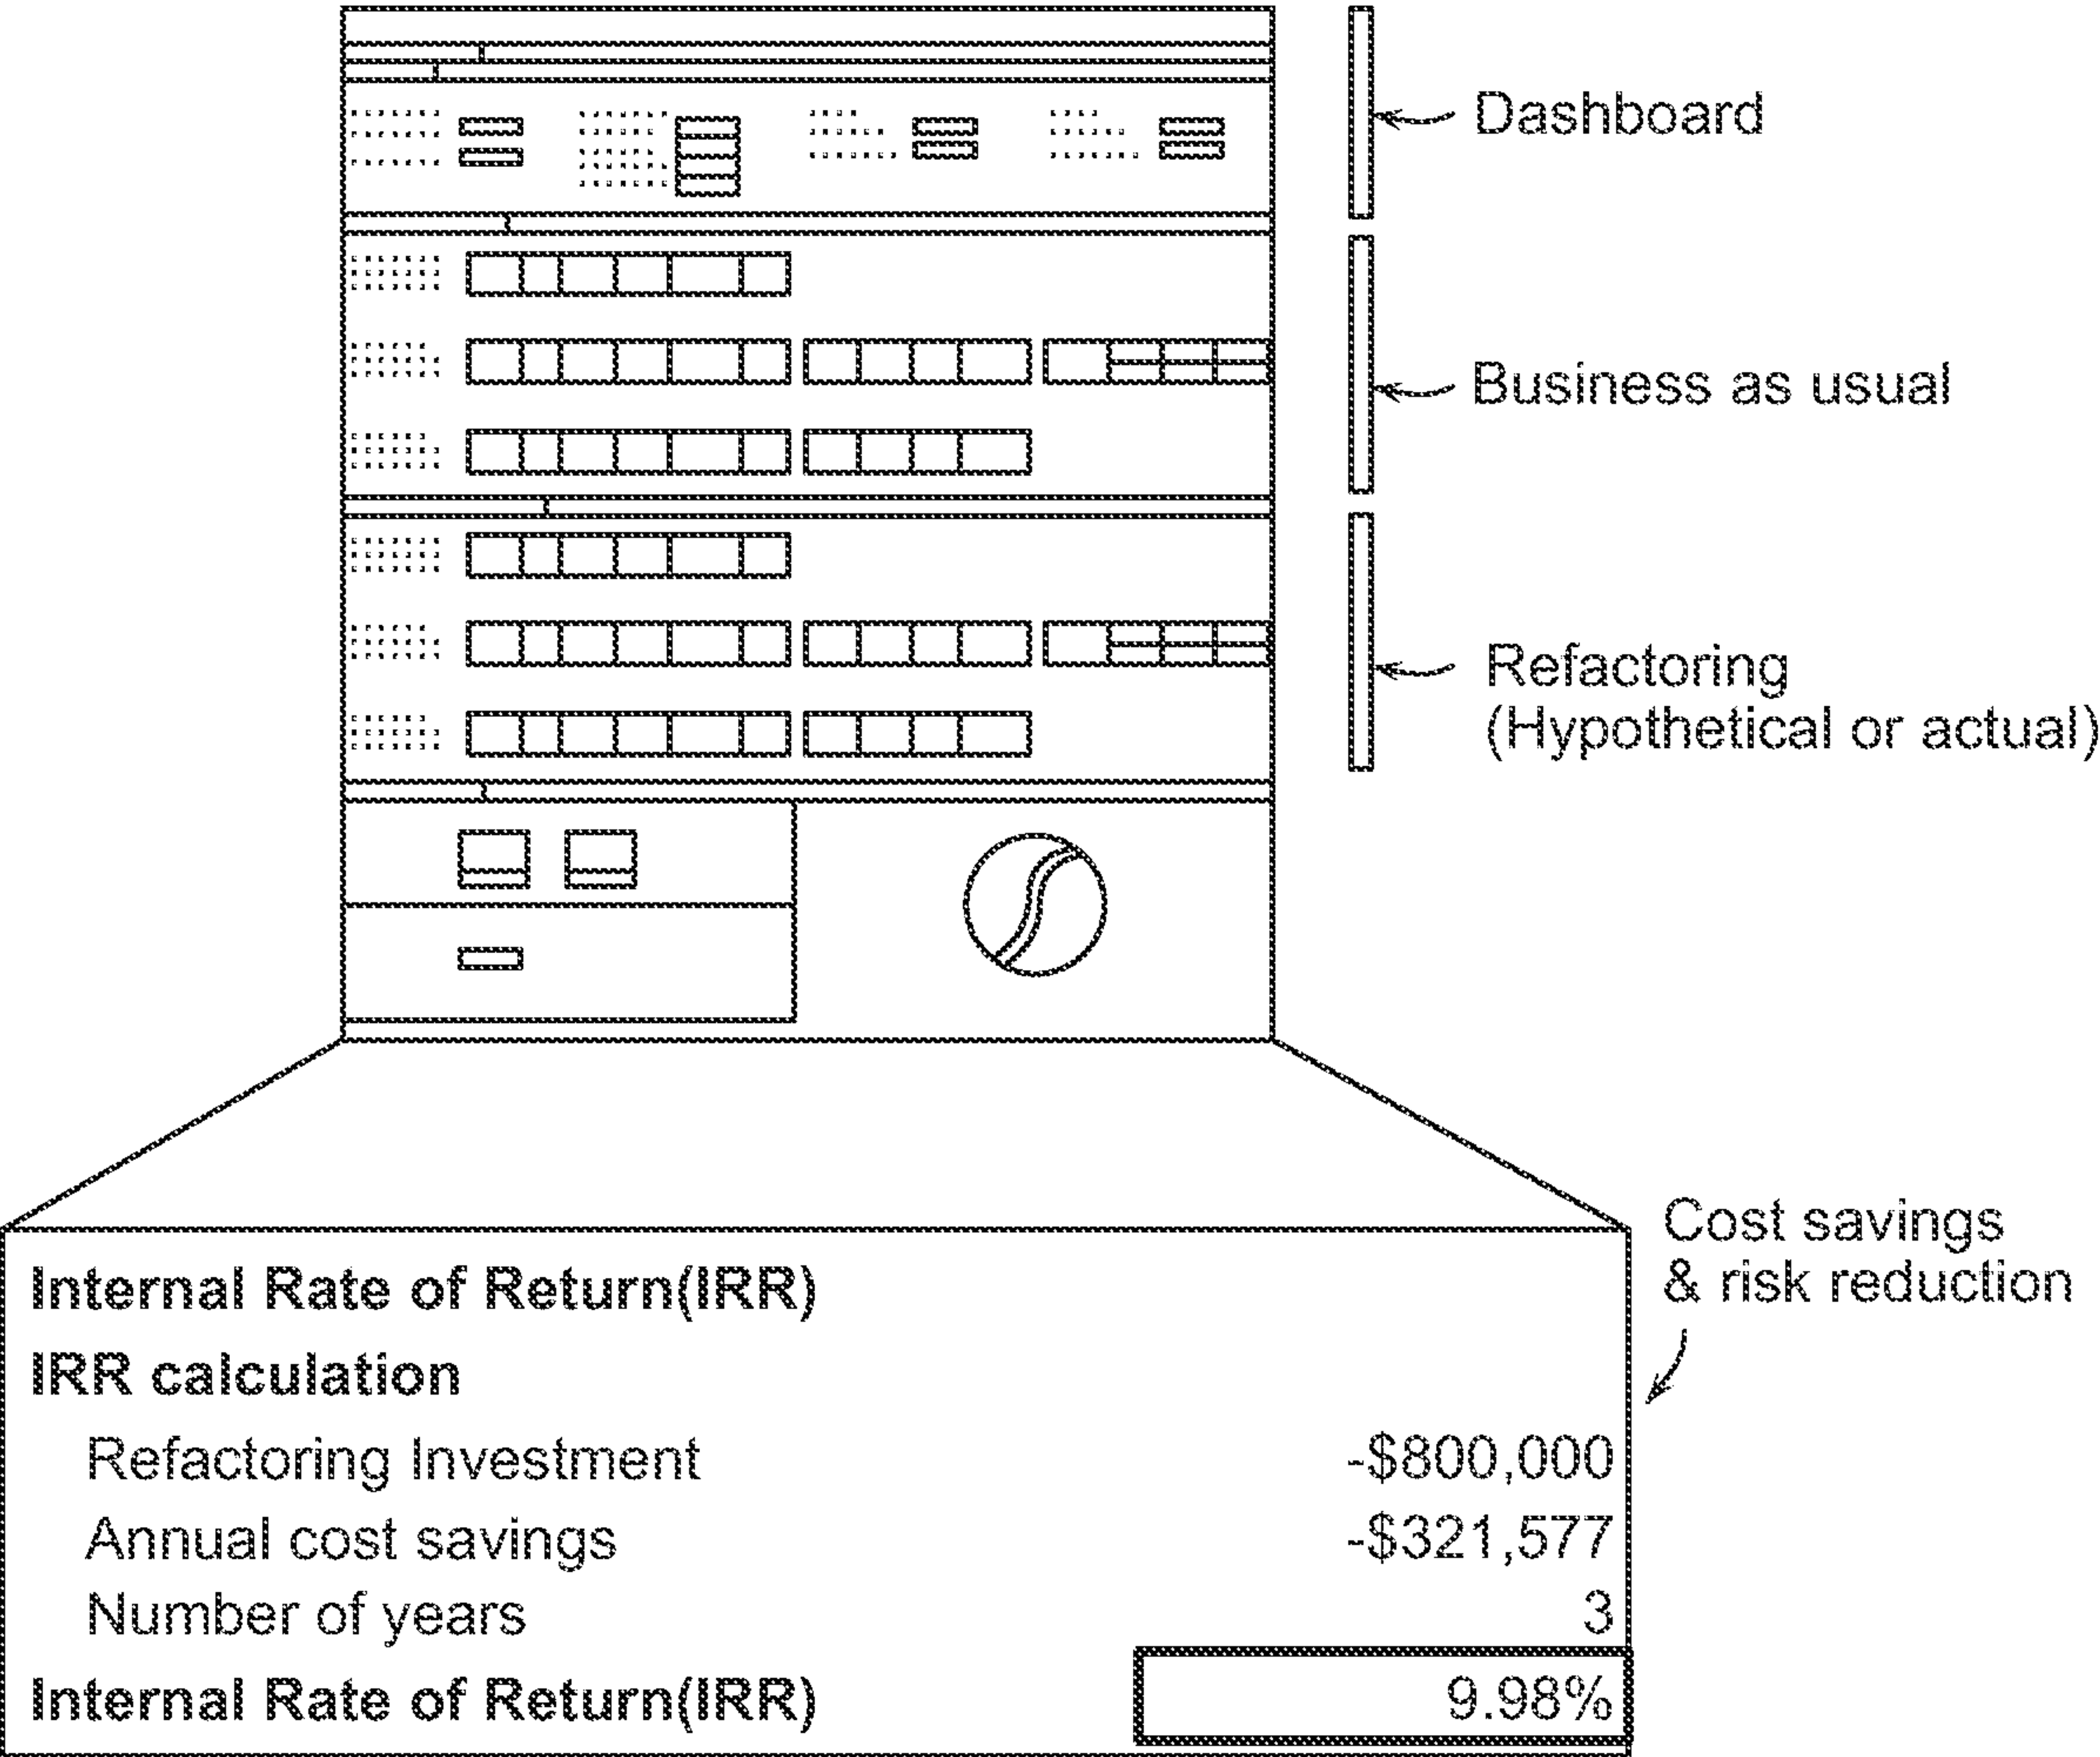 Dashboard
Business as usual
Refactoring
(Hypothetical or actual)
Cost savings
& risk reduction
Internal Rate of Return(IRR)
IRR calculation
Refactoring Investment -$800,000
Annual cost savings -$321,577
Number of years 3
Internal Rate of Return(IRR) 9.98%